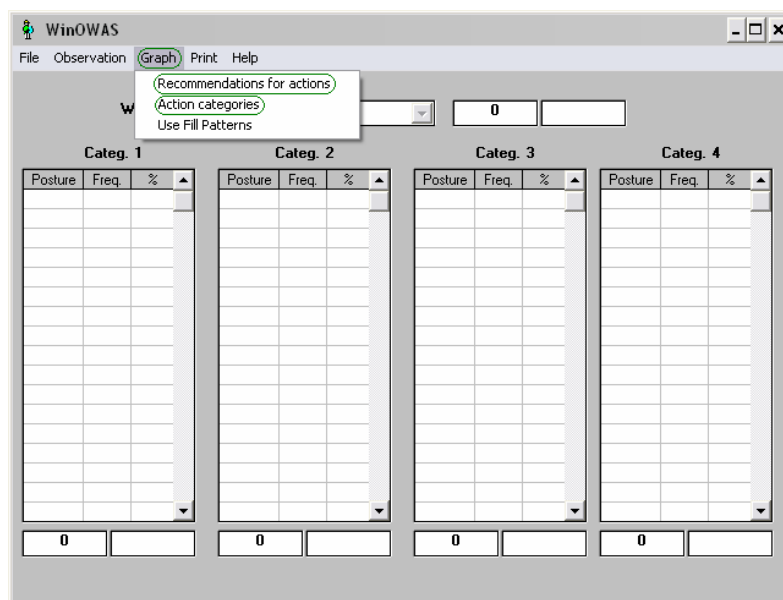 WinOWAS
File Observation Graph Print Help
Recommendations for actions
Action categories
Use Fill Patterns
W
0
Categ. 1 Categ. 2 Categ. 3 Categ. 4
Posture Freq. % Posture Freq. % Posture Freq. % Posture Freq. %
0 0 0 0